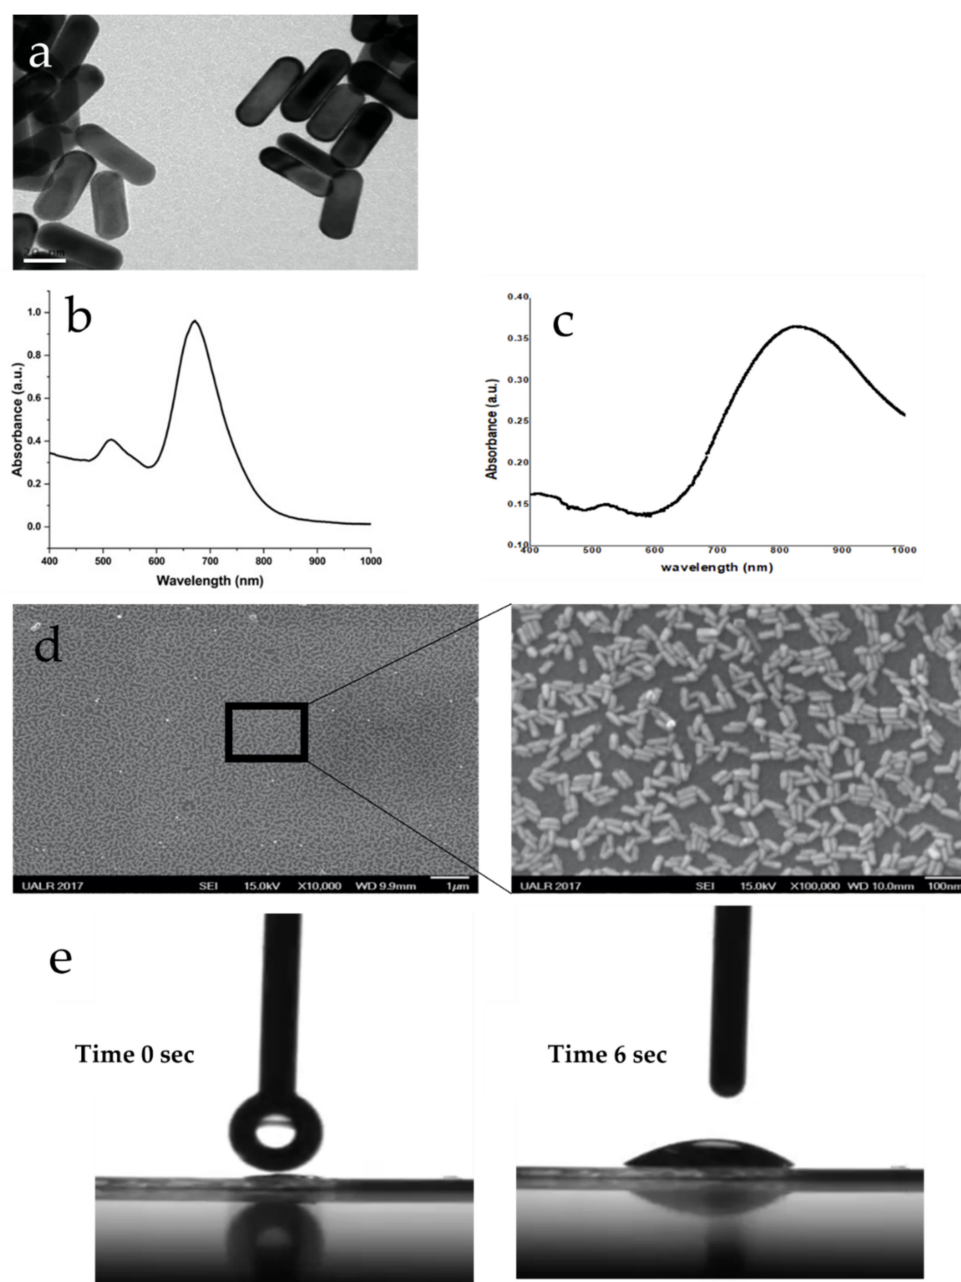 a
b
1.0
0.8
0.6
0.4
0.2
0.0
Absorbance (a.u.)
400 500 600 700 800 900 1000
Wavelength (nm)
c
0.40
0.35
0.30
0.25
0.20
0.15
0.10
Absorbance (a.u.)
400 500 600 700 800 900 1000
wavelength (nm)
d
UALR 2017 SEI 15.0kV X10,000 WD 9.9mm 1µm
UALR 2017 SEI 15.0kV X100,000 WD 10.0mm 100nm
e
Time 0 sec
Time 6 sec